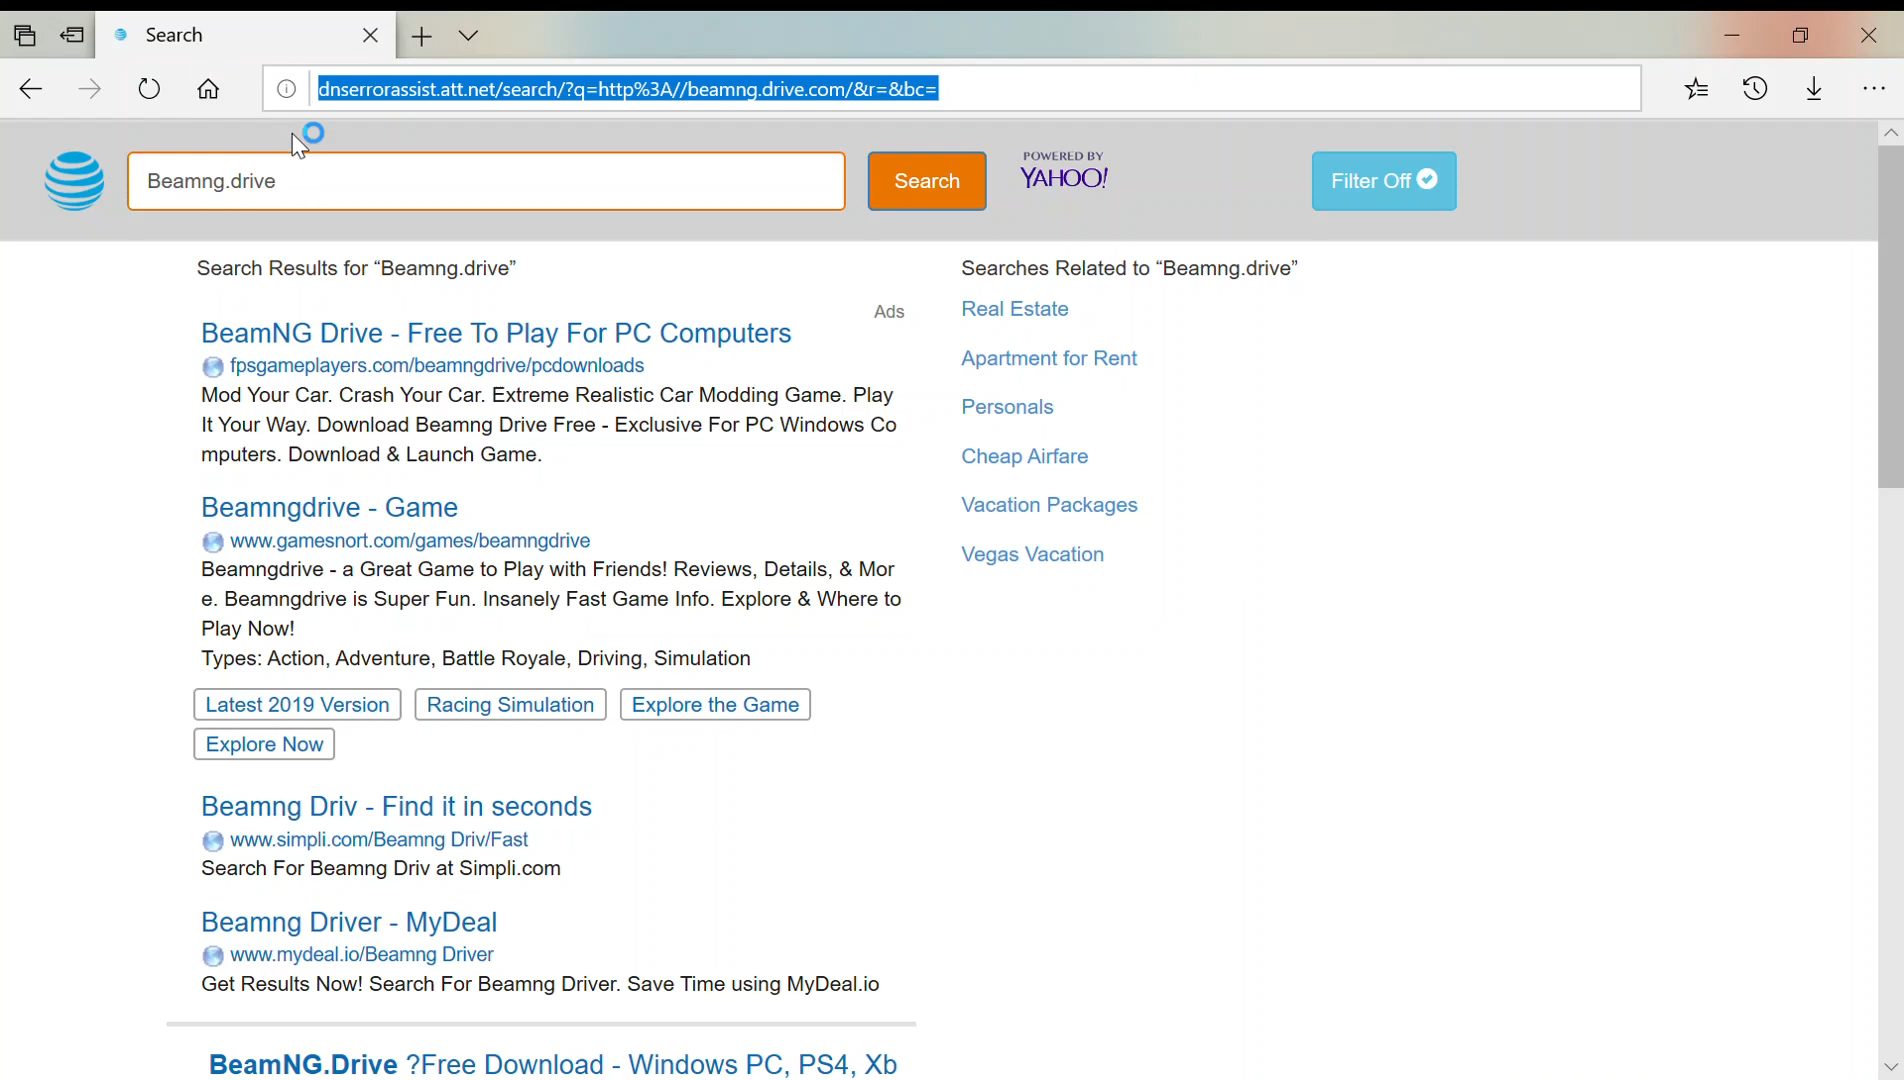 Search
dnserrorassist.att.net/search/?q=http%3A//beamng.drive.com/&r=&bc=
Beamng.drive
Search
POWERED BY
YAHOO!
Filter Off
Search Results for “Beamng.drive”
Ads
BeamNG Drive - Free To Play For PC Computers
fpsgameplayers.com/beamngdrive/pcdownloads
Mod Your Car. Crash Your Car. Extreme Realistic Car Modding Game. Play
It Your Way. Download Beamng Drive Free - Exclusive For PC Windows Co
mputers. Download & Launch Game.
Beamngdrive - Game
www.gamesnort.com/games/beamngdrive
Beamngdrive - a Great Game to Play with Friends! Reviews, Details, & Mor
e. Beamngdrive is Super Fun. Insanely Fast Game Info. Explore & Where to
Play Now!
Types: Action, Adventure, Battle Royale, Driving, Simulation
Latest 2019 Version
Racing Simulation
Explore the Game
Explore Now
Beamng Driv - Find it in seconds
www.simpli.com/Beamng Driv/Fast
Search For Beamng Driv at Simpli.com
Beamng Driver - MyDeal
www.mydeal.io/Beamng Driver
Get Results Now! Search For Beamng Driver. Save Time using MyDeal.io
BeamNG.Drive ?Free Download - Windows PC, PS4, Xb
Searches Related to “Beamng.drive”
Real Estate
Apartment for Rent
Personals
Cheap Airfare
Vacation Packages
Vegas Vacation